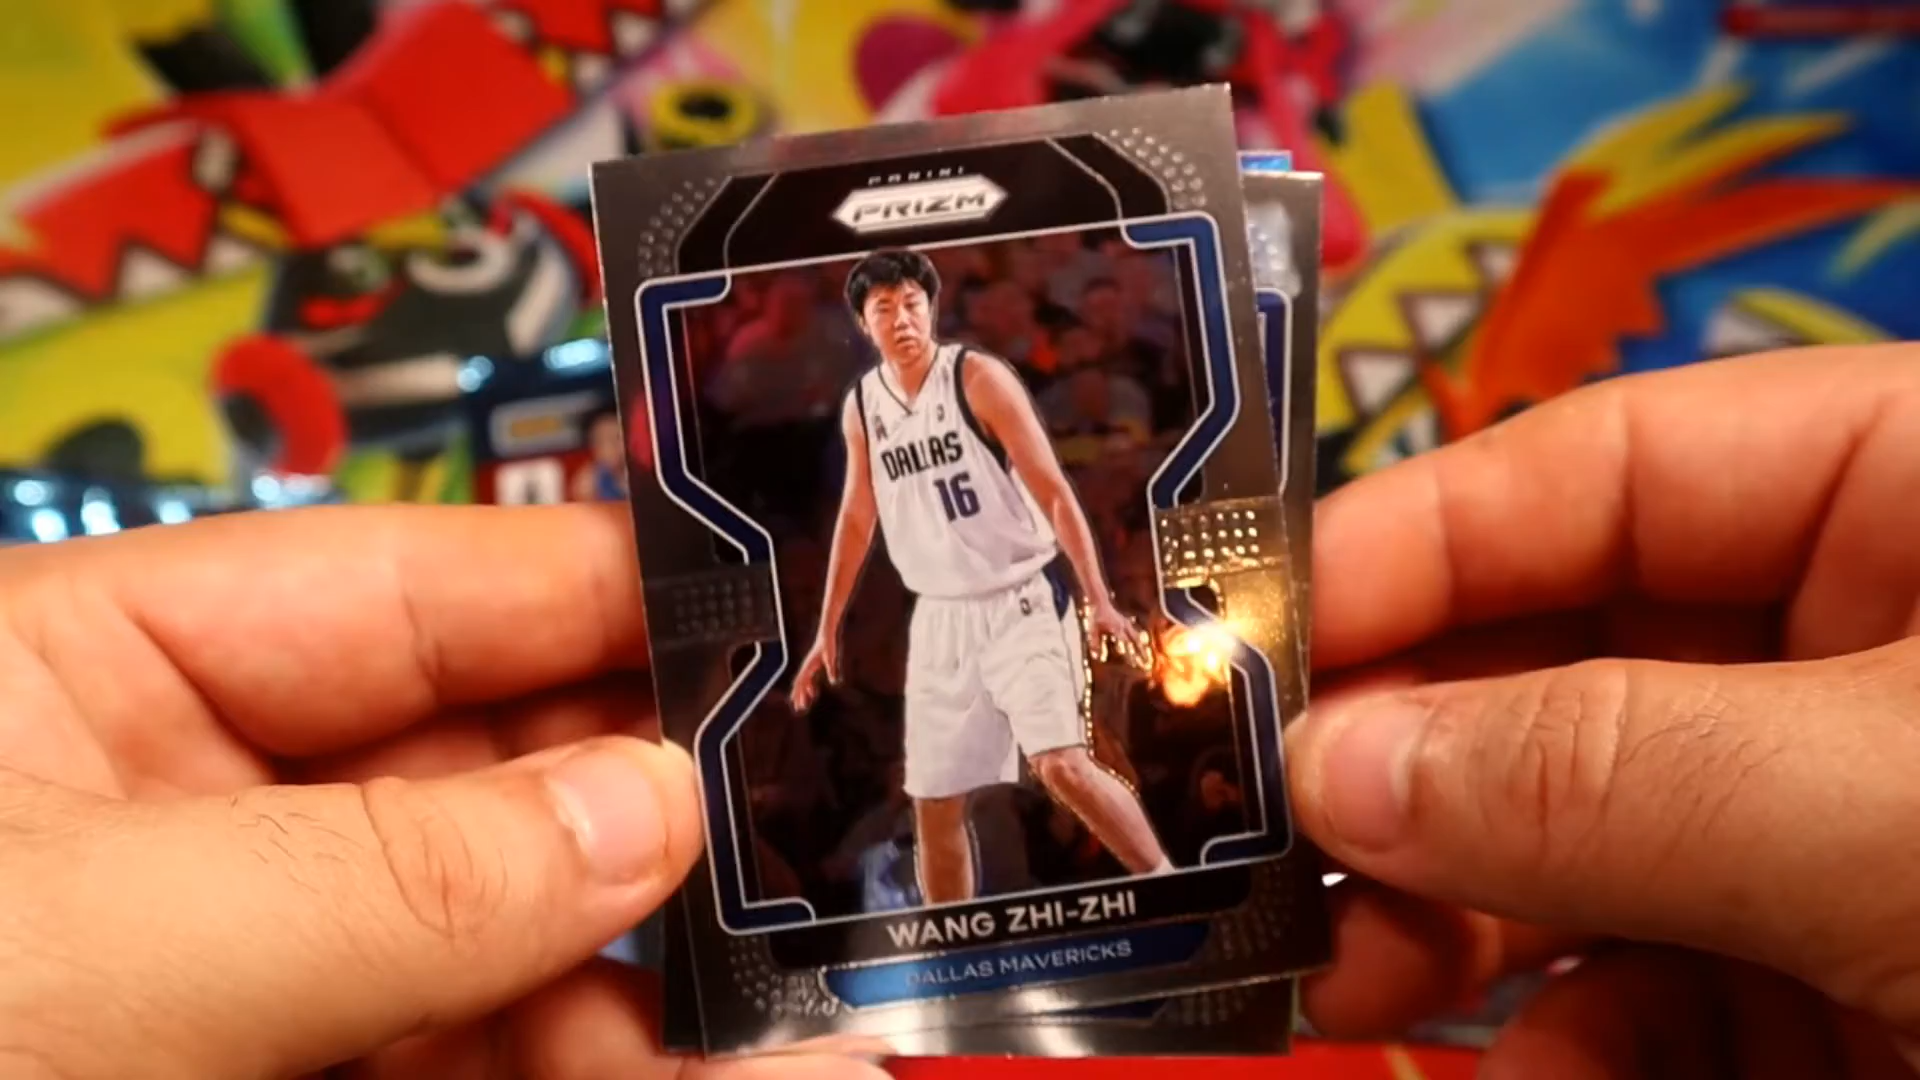 PANINI
PRIZM
DALLAS
16
WANG ZHI-ZHI
DALLAS MAVERICKS